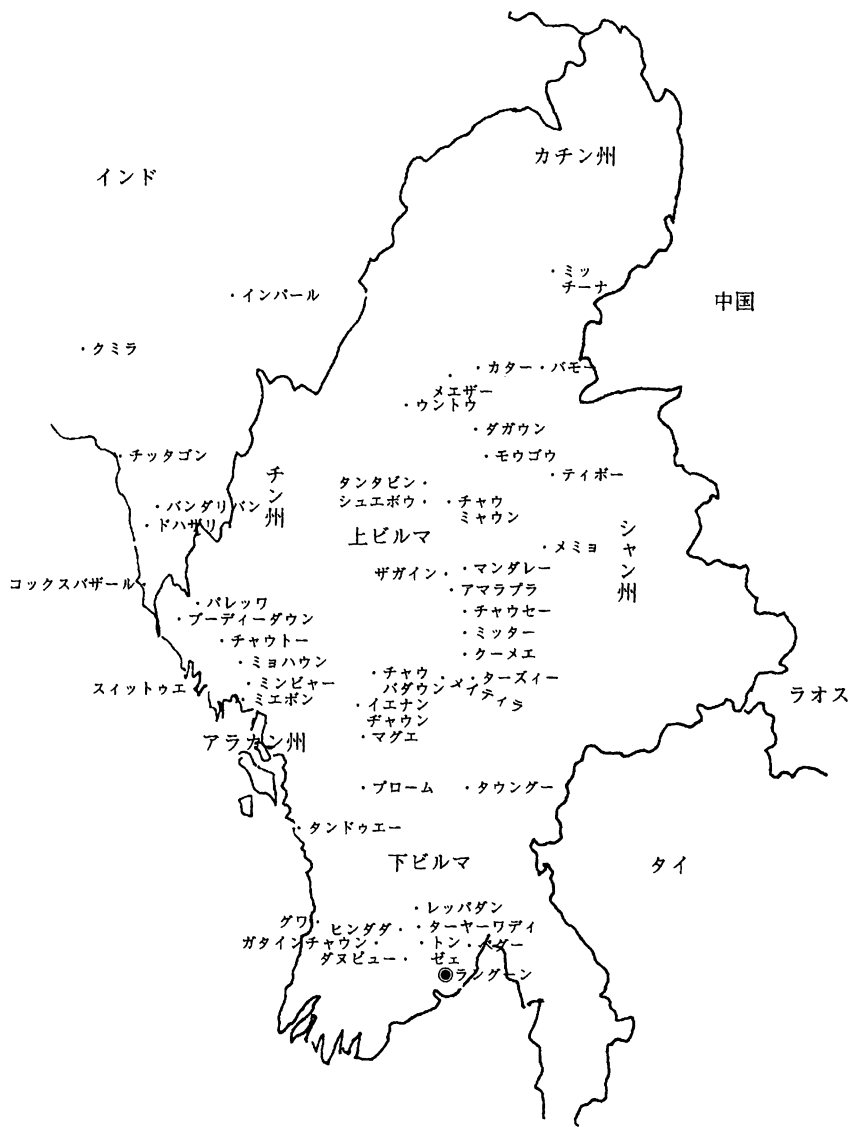 カチン州
インド
・ミッ
チーナ
・インパール
中国
・クミラ
・カター・バモー
メエザー
・ウントウ
・ダガウン
・チッタゴン
・モウゴウ
チン州
・ティボー
タンタビン・
シュエボウ・
・チャウ
ミャウン
・バンダリバン
・ドハザリ
シャン州
上ビルマ
・メミョ
ザガイン・
・マンダレー
コックスバザール
・アマラプラ
・パレッワ
・チャウセー
・ブーディーダウン
・チャウトー
・ミッター
・ミョハウン
・クーメエ
・チャウ
パダウン
・ターズィー
メイティラ
スィットゥエ
・ミンビャー
・ミエボン
・イエナン
ヂャウン
ラオス
アラカン州
・マグエ
・プローム
・タウングー
・タンドゥエー
下ビルマ
タイ
・レッパダン
グワ・
ヒンダダ・
・ターヤーワディ
ガタインチャウン・
・トン
ゼェ
・ペグー
ダヌビュー・
ラングーン